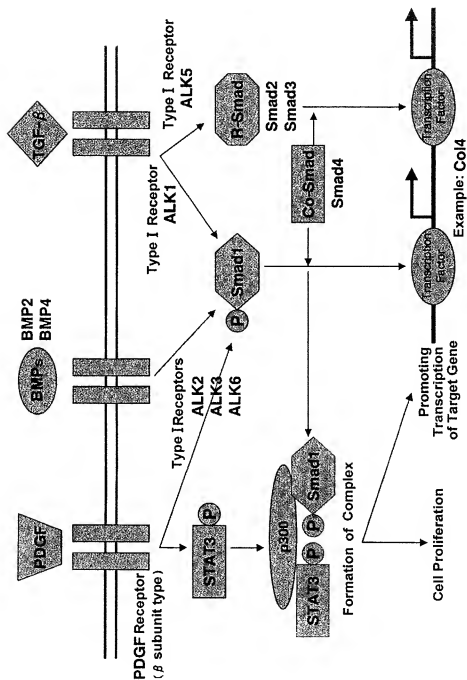 PDGF
BMPs
BMP2
BMP4
TGF-β
PDGF Receptor
(β subunit type)
Type I Receptors
ALK2
ALK3
ALK6
Type I Receptor
ALK1
Type I Receptor
ALK5
STAT3
P
P
Smad1
R-Smad
Smad2
Smad3
Co-Smad
Smad4
p300
STAT3
P
P
Smad1
Formation of Complex
Cell Proliferation
Promoting
Transcription
of Target Gene
Transcription
Factor
Transcription
Factor
Example: Col4